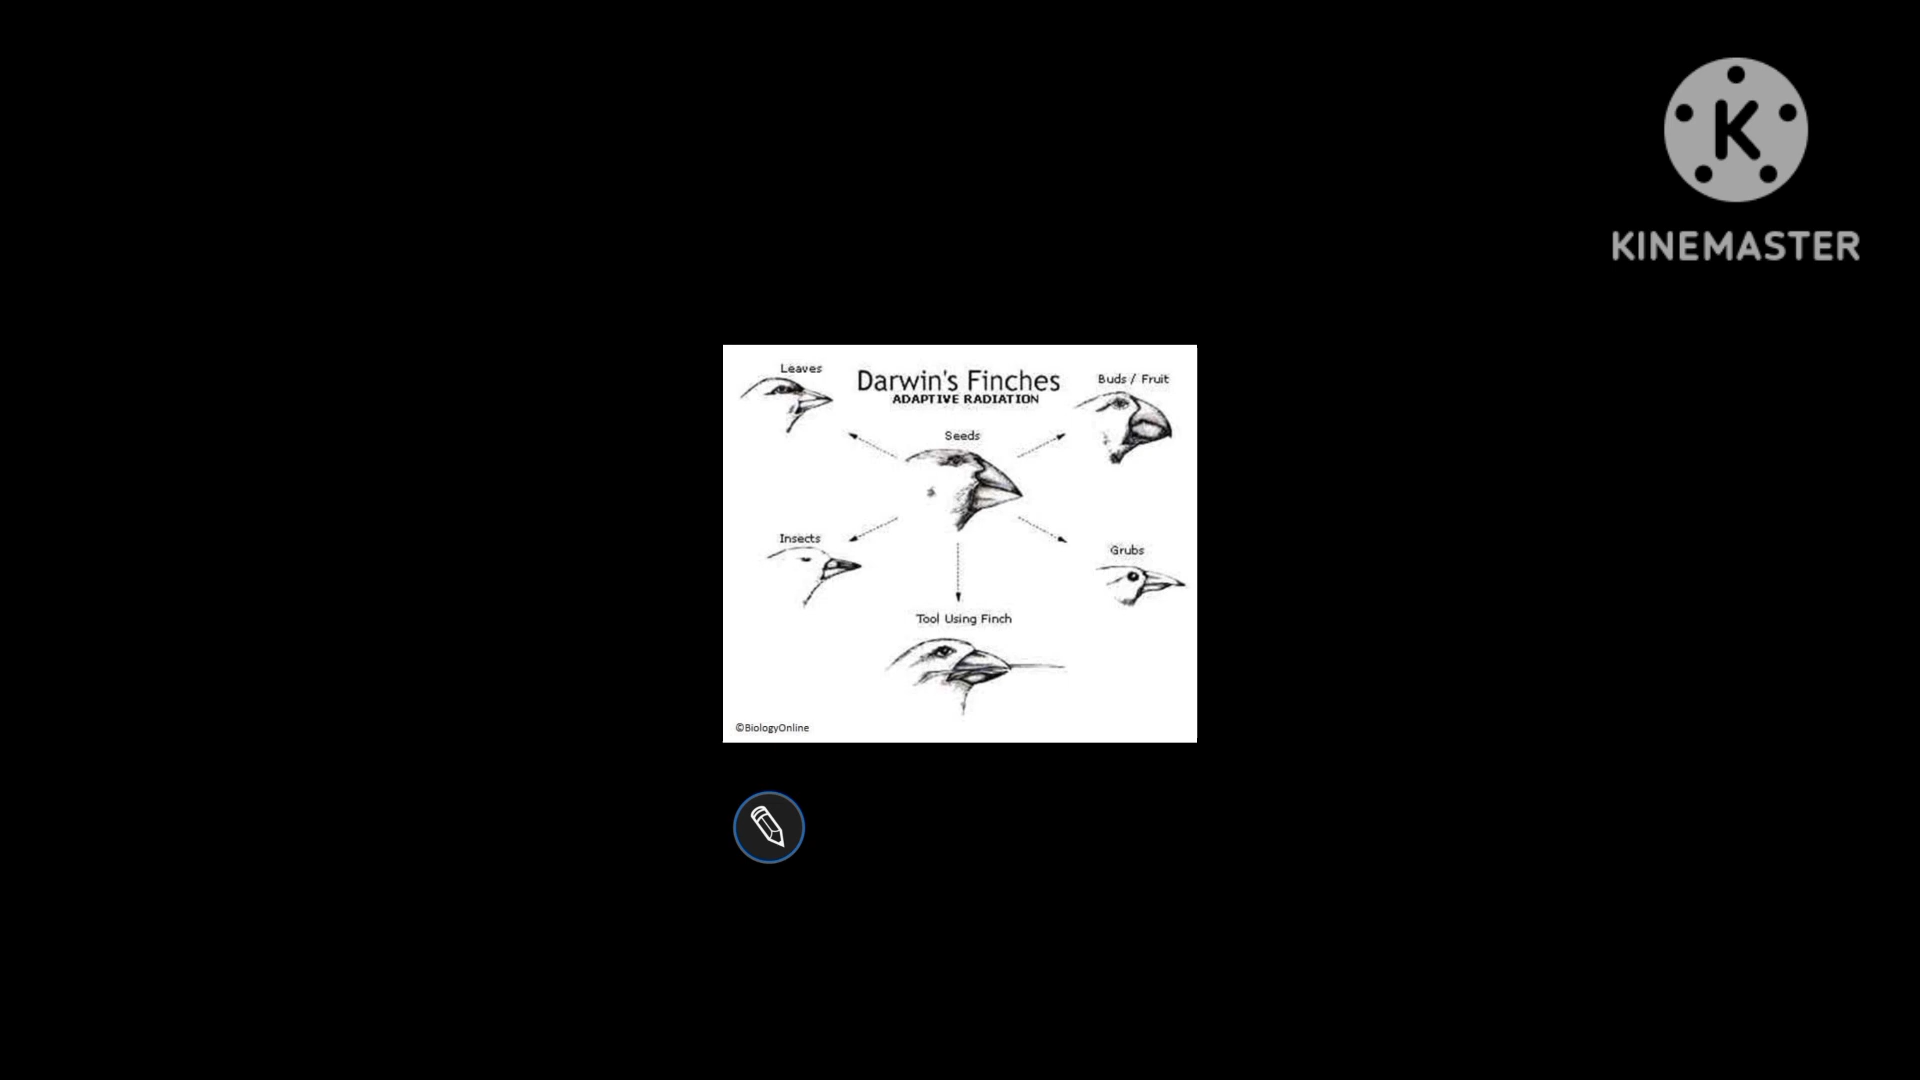 K
KINEMASTER
Darwin's Finches
ADAPTIVE RADIATION
Leaves
Buds / Fruit
Seeds
Insects
Grubs
Tool Using Finch
©BiologyOnline